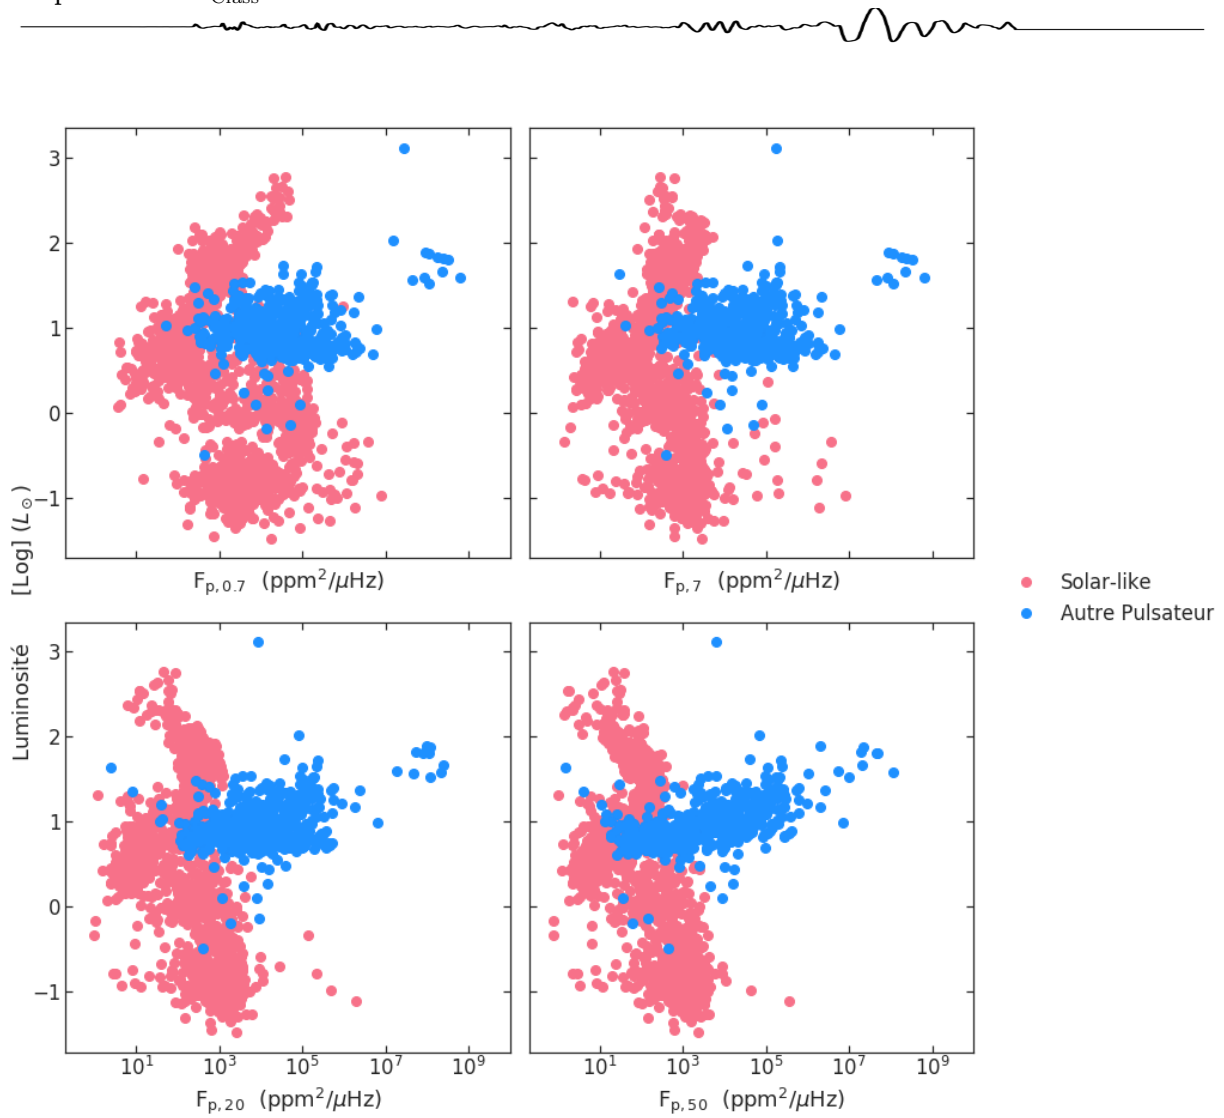 Class
3
2
1
0
−1
[Log] (L⊙)
F_p,0.7 (ppm²/μHz)
F_p,7 (ppm²/μHz)
Solar-like
Autre Pulsateur
3
2
1
0
−1
Luminosité
10¹ 10³ 10⁵ 10⁷ 10⁹
10¹ 10³ 10⁵ 10⁷ 10⁹
F_p,20 (ppm²/μHz)
F_p,50 (ppm²/μHz)